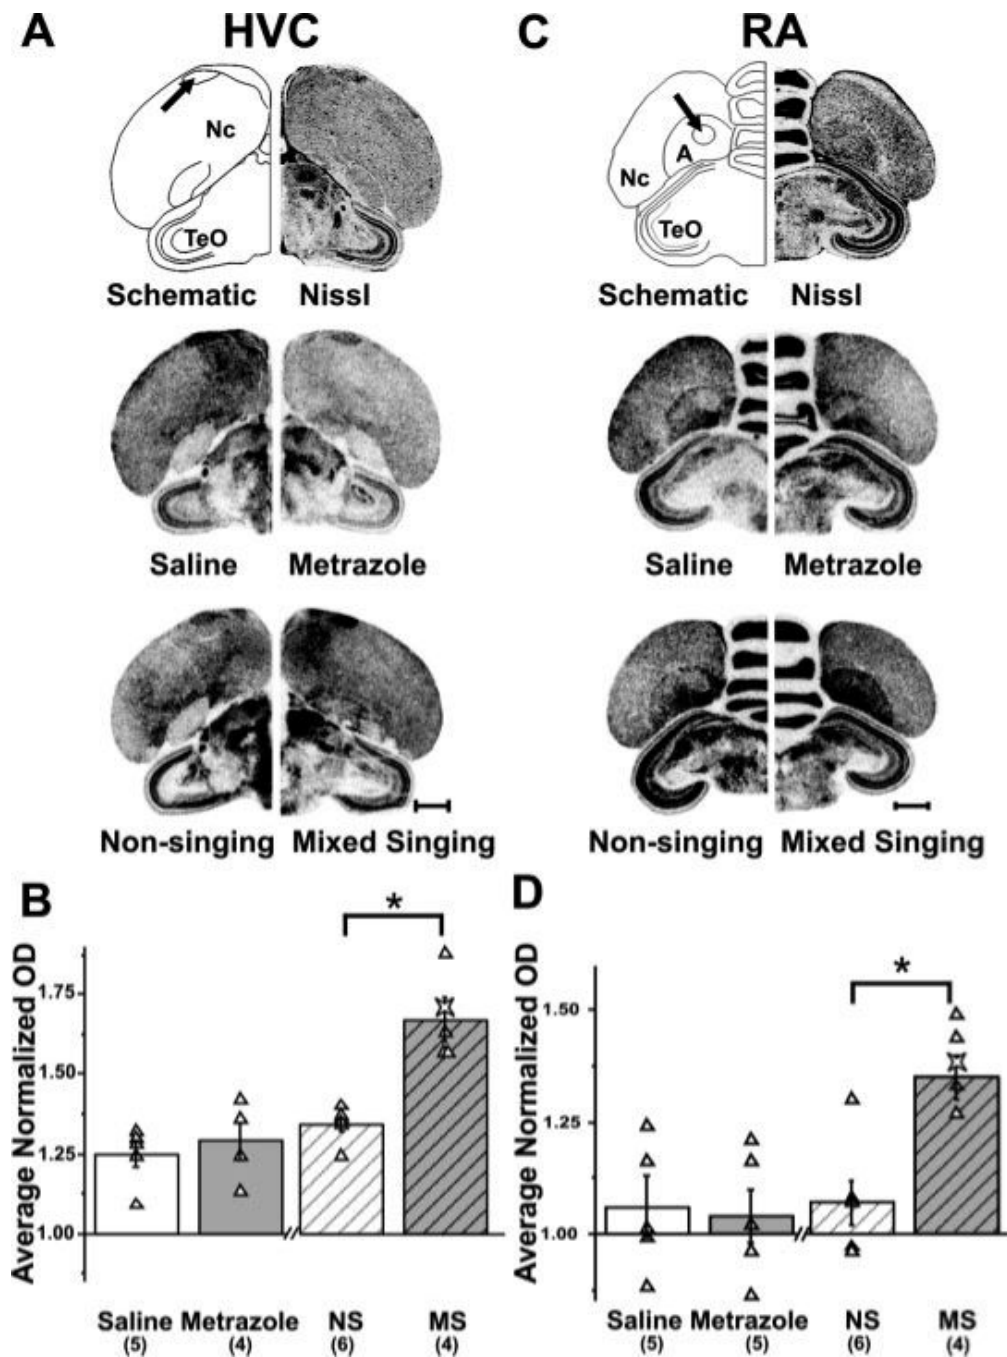 A HVC
Nc
TeO
Schematic Nissl
Saline Metrazole
Non-singing Mixed Singing
B
*
Average Normalized OD
1.75
1.50
1.25
1.00
Saline Metrazole NS MS
(5) (4) (6) (4)
C RA
A
Nc
TeO
Schematic Nissl
Saline Metrazole
Non-singing Mixed Singing
D
*
Average Normalized OD
1.50
1.25
1.00
Saline Metrazole NS MS
(5) (5) (6) (4)